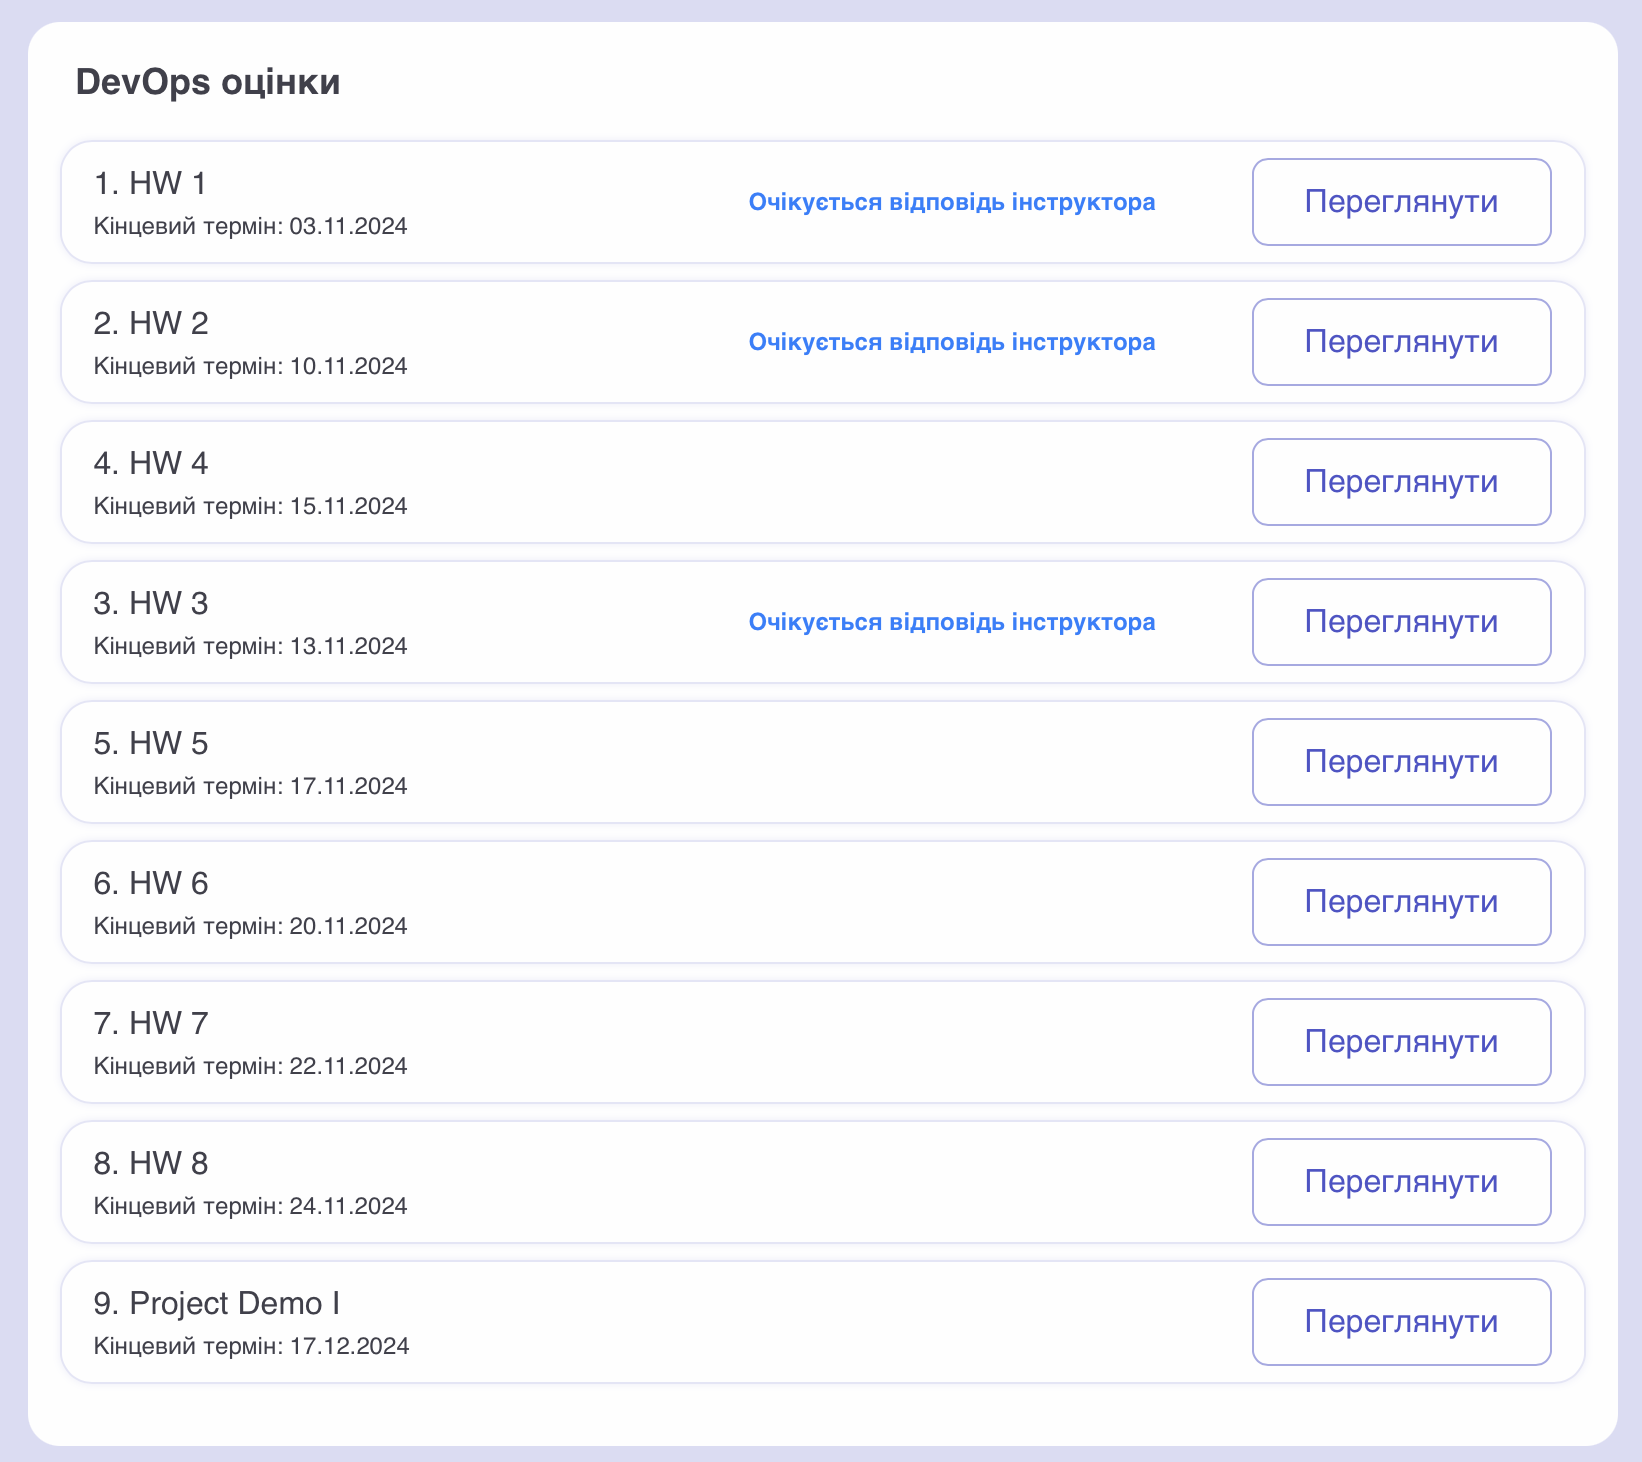 DevOps оцінки
1. HW 1
Кінцевий термін: 03.11.2024
Очікується відповідь інструктора
Переглянути
2. HW 2
Кінцевий термін: 10.11.2024
Очікується відповідь інструктора
Переглянути
4. HW 4
Кінцевий термін: 15.11.2024
Переглянути
3. HW 3
Кінцевий термін: 13.11.2024
Очікується відповідь інструктора
Переглянути
5. HW 5
Кінцевий термін: 17.11.2024
Переглянути
6. HW 6
Кінцевий термін: 20.11.2024
Переглянути
7. HW 7
Кінцевий термін: 22.11.2024
Переглянути
8. HW 8
Кінцевий термін: 24.11.2024
Переглянути
9. Project Demo I
Кінцевий термін: 17.12.2024
Переглянути